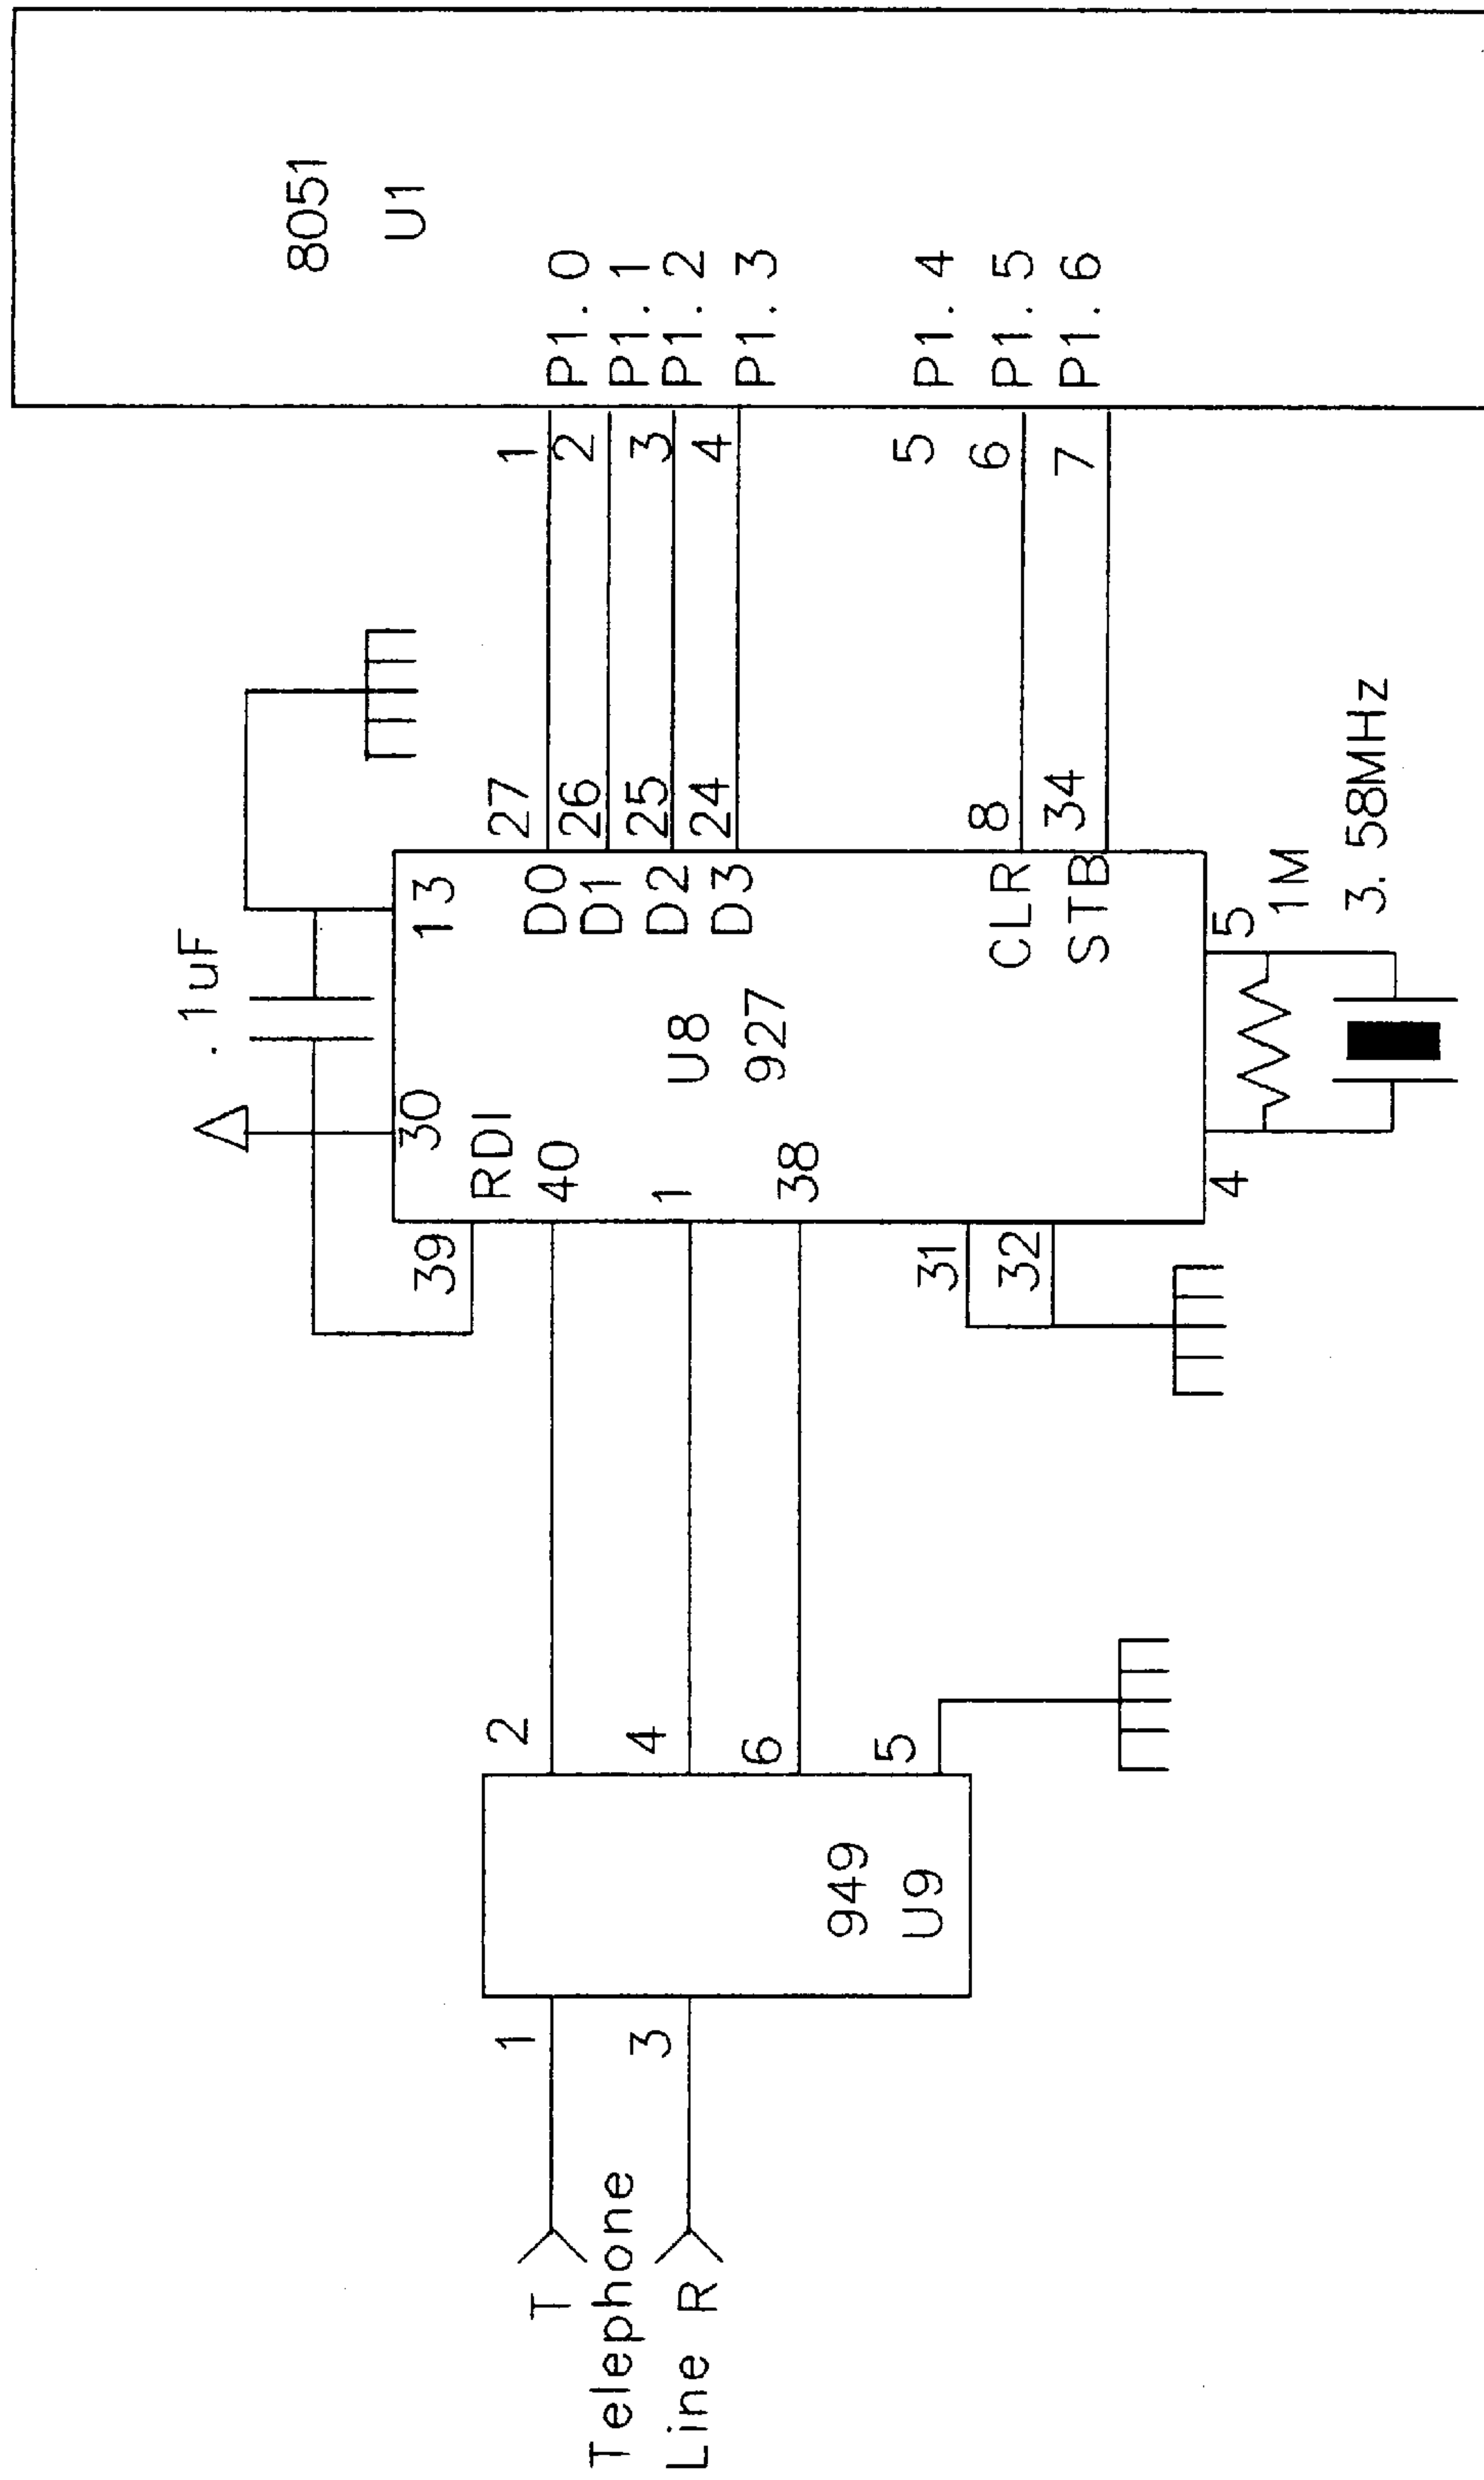 8051
U1
P1.0
P1.1
P1.2
P1.3
P1.4
P1.5
P1.6
1
2
3
4
5
6
7
.1uF
13
30
RDI
39
40
1
38
31
32
U8
927
D0
D1
D2
D3
CLR
STB
27
26
25
24
8
34
4
5
1M
3.58MHz
2
4
6
5
949
U9
1
3
T
Telephone
Line R